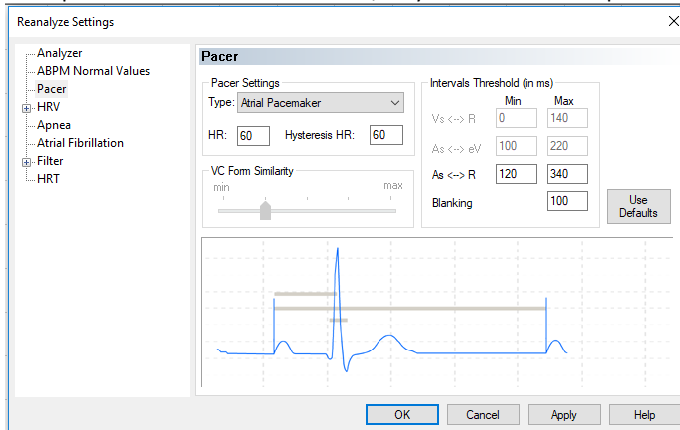 Reanalyze Settings
Analyzer
ABPM Normal Values
Pacer
HRV
Apnea
Atrial Fibrillation
Filter
HRT
Pacer
Pacer Settings
Type: Atrial Pacemaker
HR: 60 Hysteresis HR: 60
VC Form Similarity
min max
Intervals Threshold (in ms)
Min Max
Vs <--> R 0 140
As <--> eV 100 220
As <--> R 120 340
Blanking 100
Use
Defaults
OK Cancel Apply Help